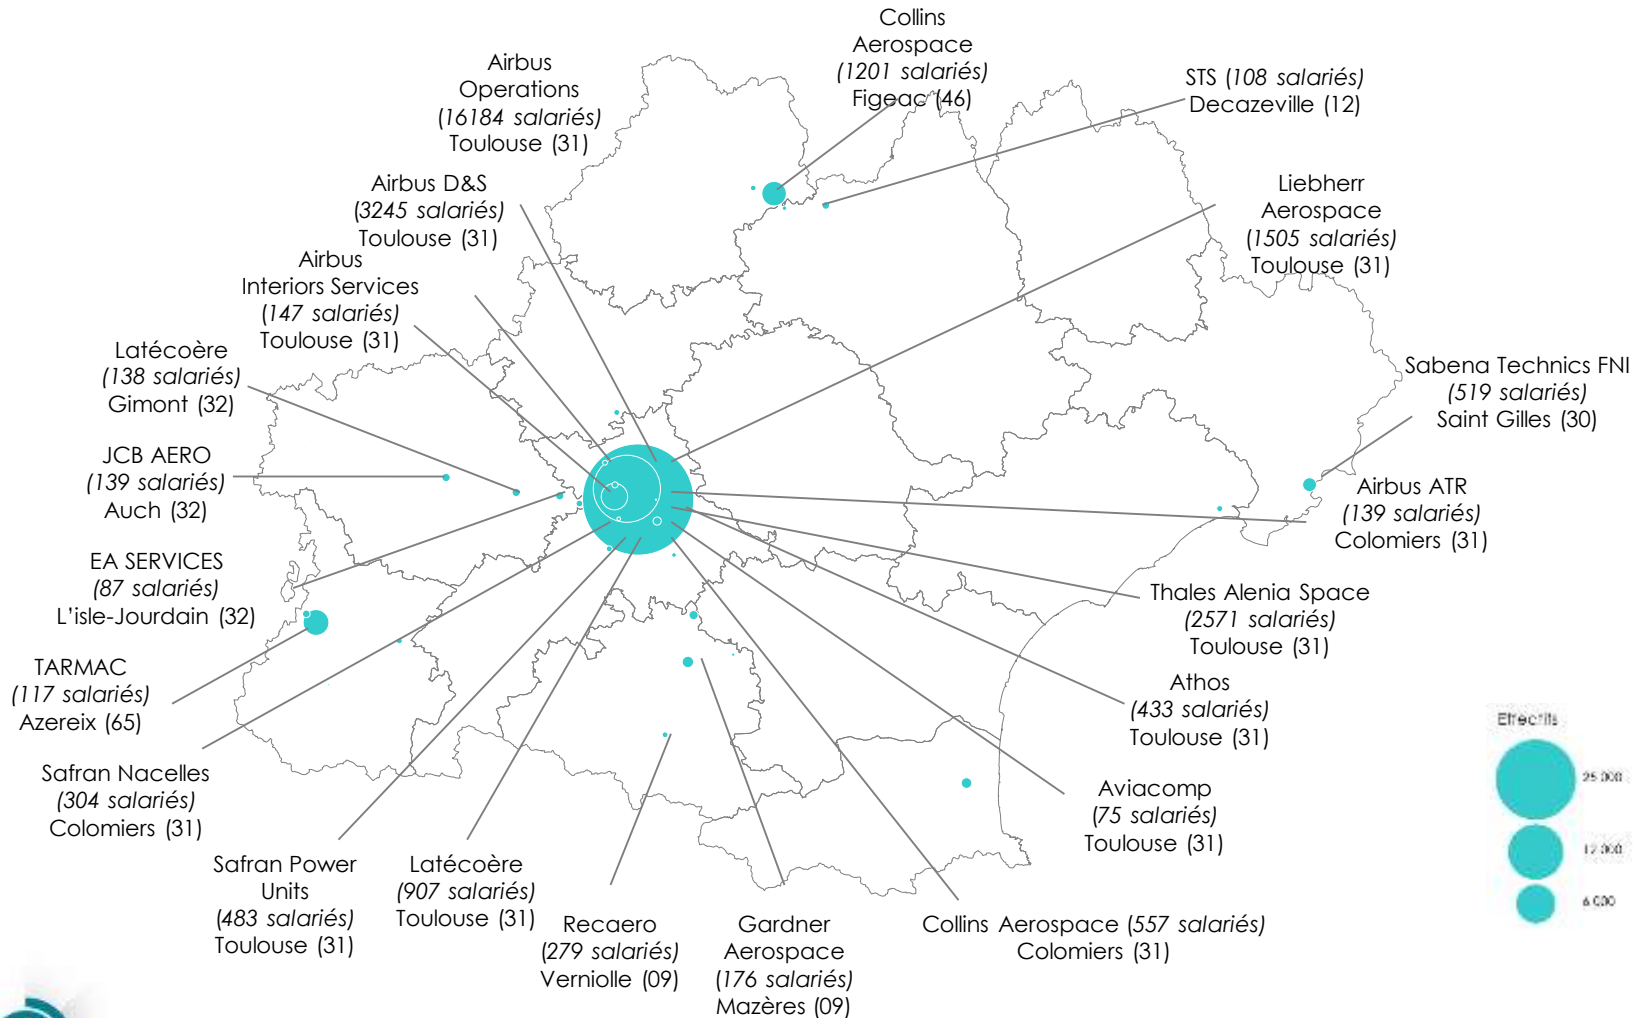 Collins
Aerospace
(1201 salariés)
Figeac (46)
Airbus
Operations
(16184 salariés)
Toulouse (31)
STS (108 salariés)
Decazeville (12)
Airbus D&S
(3245 salariés)
Toulouse (31)
Liebherr
Aerospace
(1505 salariés)
Toulouse (31)
Airbus
Interiors Services
(147 salariés)
Toulouse (31)
Latécoère
(138 salariés)
Gimont (32)
Sabena Technics FNI
(519 salariés)
Saint Gilles (30)
JCB AERO
(139 salariés)
Auch (32)
Airbus ATR
(139 salariés)
Colomiers (31)
EA SERVICES
(87 salariés)
L'isle-Jourdain (32)
Thales Alenia Space
(2571 salariés)
Toulouse (31)
TARMAC
(117 salariés)
Azereix (65)
Athos
(433 salariés)
Toulouse (31)
Safran Nacelles
(304 salariés)
Colomiers (31)
Aviacomp
(75 salariés)
Toulouse (31)
Safran Power
Units
(483 salariés)
Toulouse (31)
Latécoère
(907 salariés)
Toulouse (31)
Recaero
(279 salariés)
Verniolle (09)
Gardner
Aerospace
(176 salariés)
Mazères (09)
Collins Aerospace (557 salariés)
Colomiers (31)
Effectifs
25 000
12 000
6 000